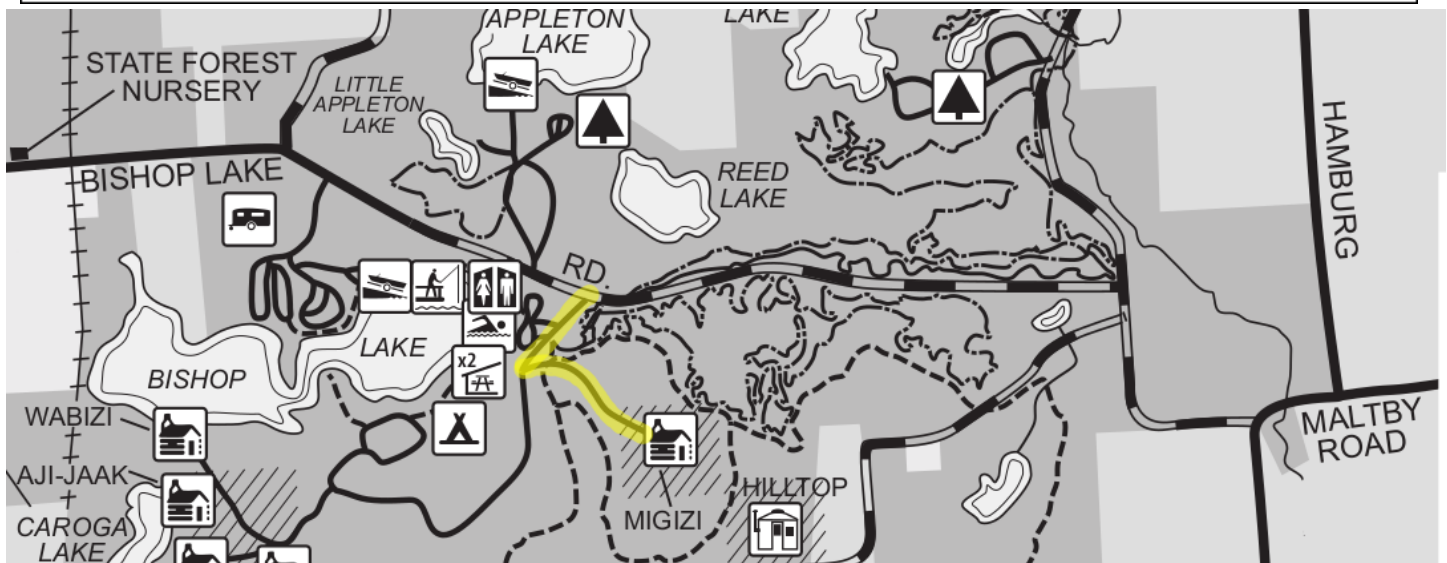 APPLETON
LAKE
LAKE
STATE FOREST
NURSERY
LITTLE
APPLETON
LAKE
HAMBURG
BISHOP LAKE
REED
LAKE
RD.
LAKE
x2
BISHOP
WABIZI
MALTBY
ROAD
AJI-JAAK
HILLTOP
MIGIZI
CAROGA
LAKE